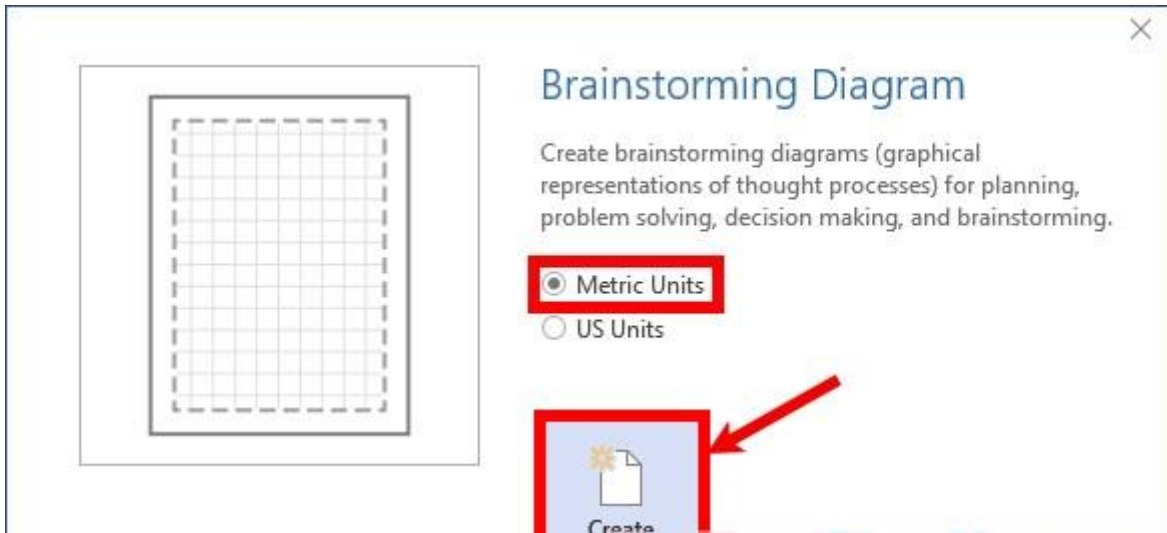 Brainstorming Diagram
Create brainstorming diagrams (graphical
representations of thought processes) for planning,
problem solving, decision making, and brainstorming.
Metric Units
US Units
Create